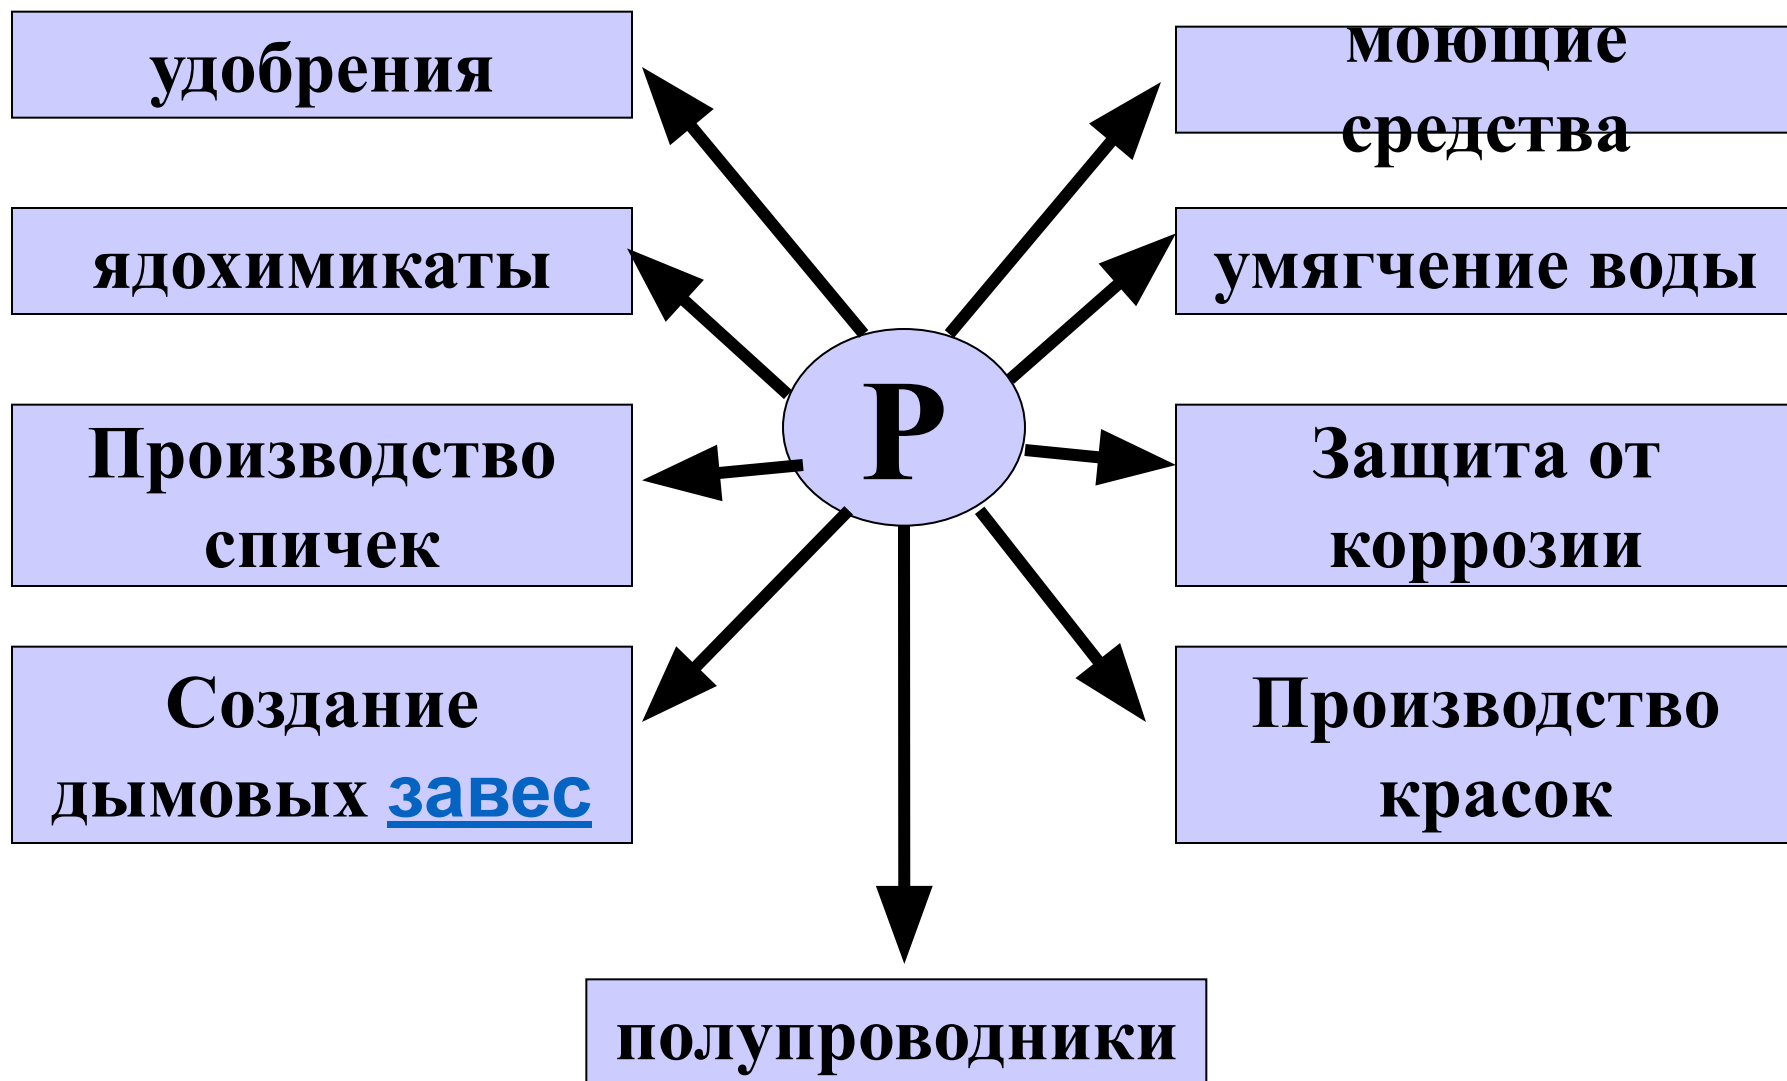 удобрения
моющие
средства
ядохимикаты
умягчение воды
Р
Производство
спичек
Защита от
коррозии
Создание
дымовых завес
Производство
красок
полупроводники